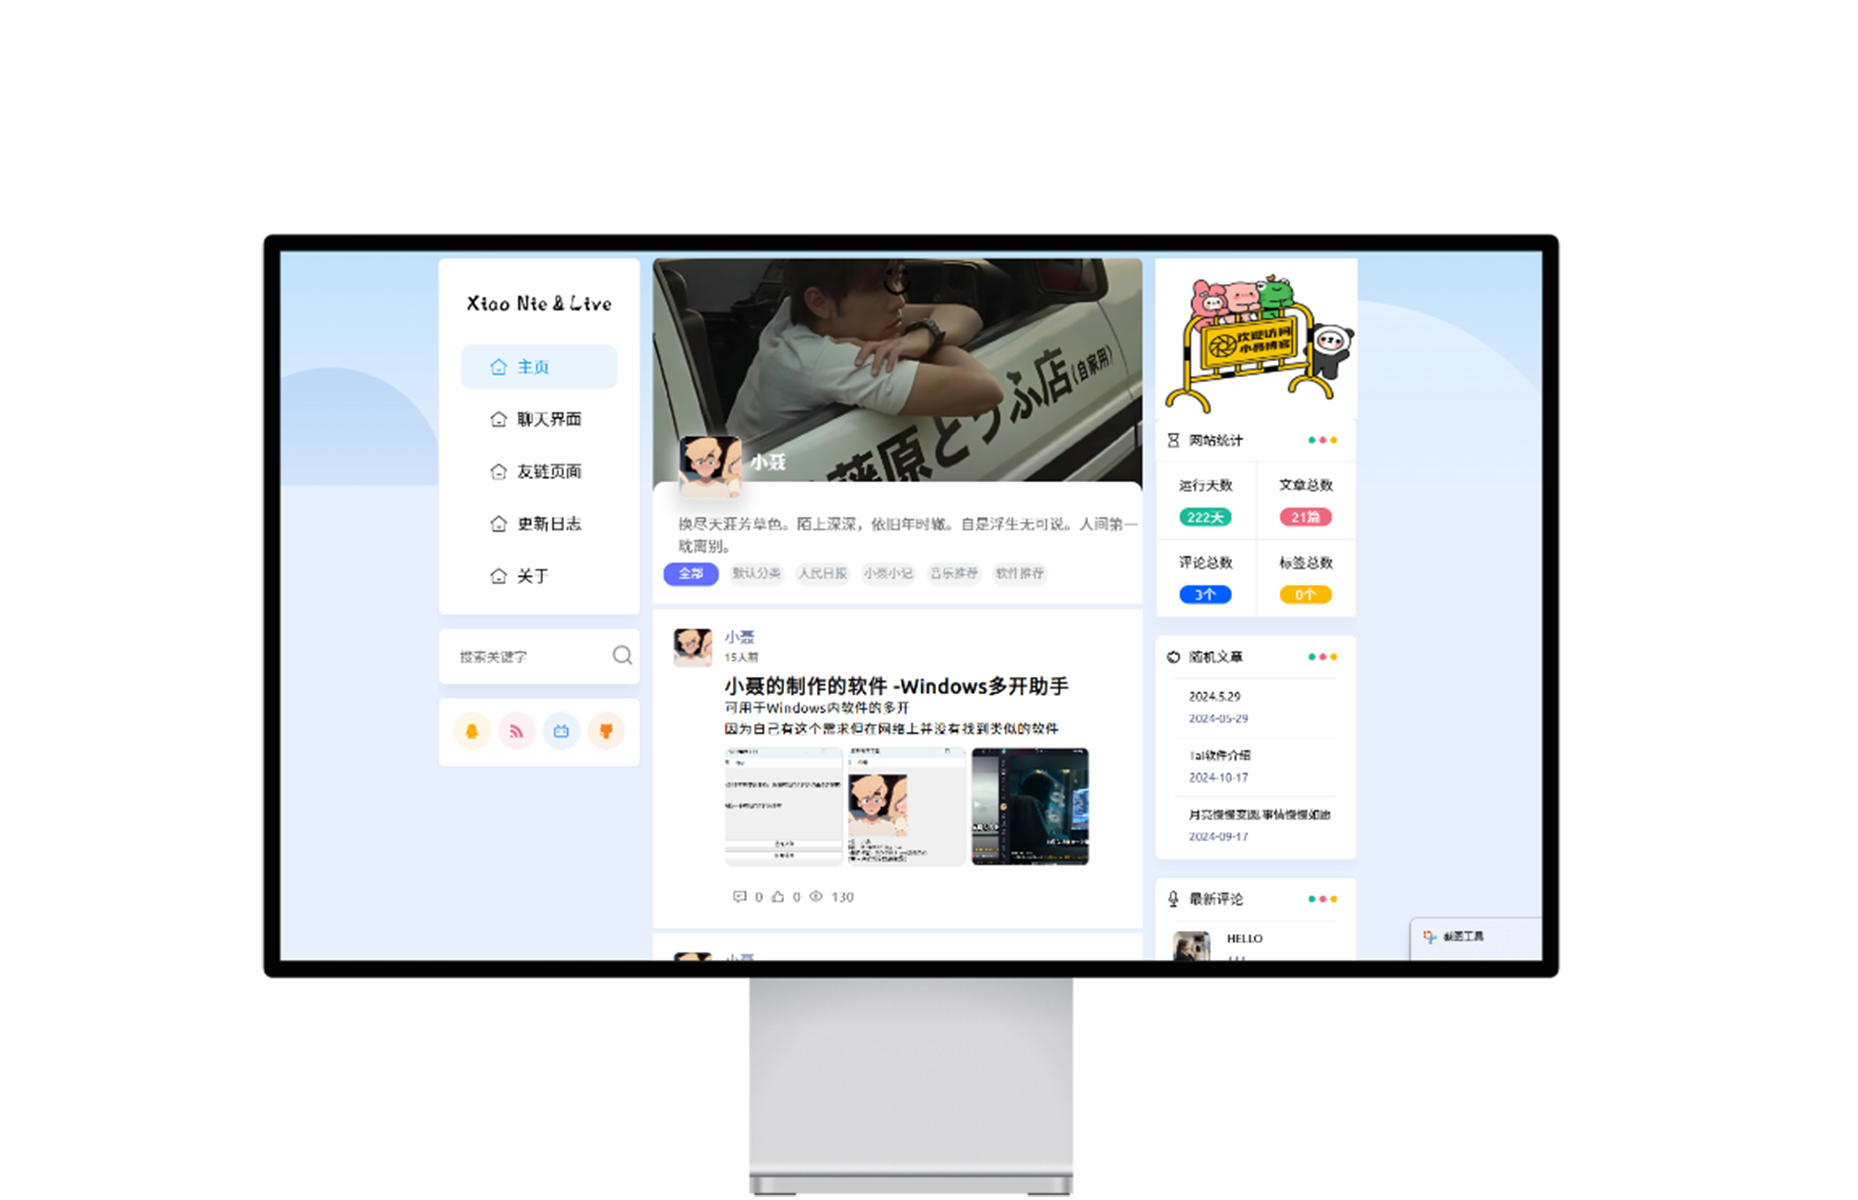 Xiao Nie & Live
主页
聊天界面
友链页面
更新日志
关于
搜索关键字
藤原とうふ店(自家用)
小聂
换尽天涯芳草色。陌上深深，依旧年时辙。自是浮生无可说。人间第一
耽离别。
全部 默认分类 人民日报 小聂小记 音乐推荐 软件推荐
小聂
15天前
小聂的制作的软件 -Windows多开助手
可用于Windows内软件的多开
因为自己有这个需求但在网络上并没有找到类似的软件
0 0 130
小聂
欢迎访问
小聂博客
网站统计
运行天数 文章总数
222天 21篇
评论总数 标签总数
3个 0个
随机文章
2024.5.29
2024-05-29
Tai软件介绍
2024-10-17
月亮慢慢变圆,事情慢慢如愿
2024-09-17
最新评论
HELLO
截图工具